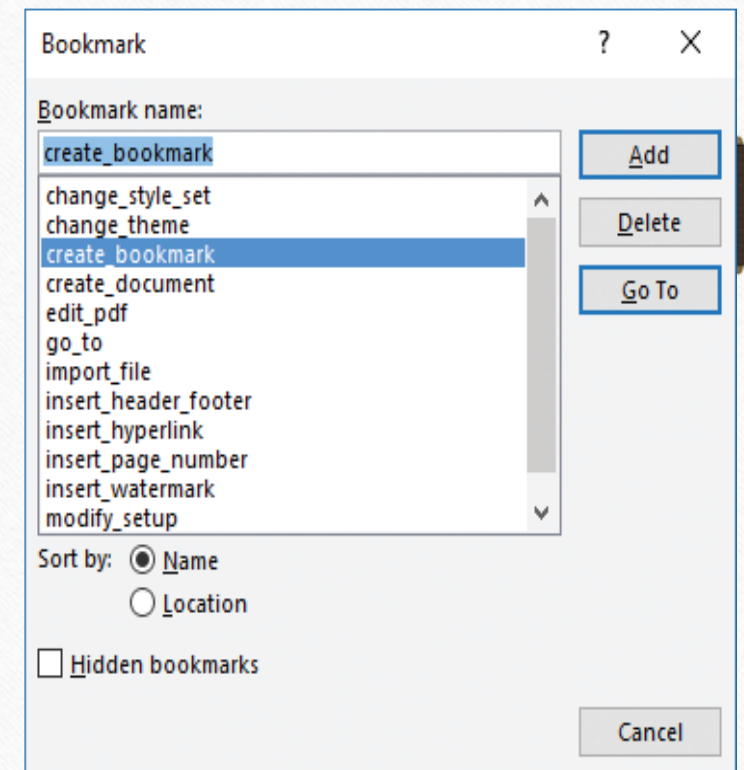 Bookmark ? X
Bookmark name:
create_bookmark
Add
change_style_set
change_theme
create_bookmark
create_document
edit_pdf
go_to
import_file
insert_header_footer
insert_hyperlink
insert_page_number
insert_watermark
modify_setup
Delete
Go To
Sort by: Name
Location
Hidden bookmarks
Cancel